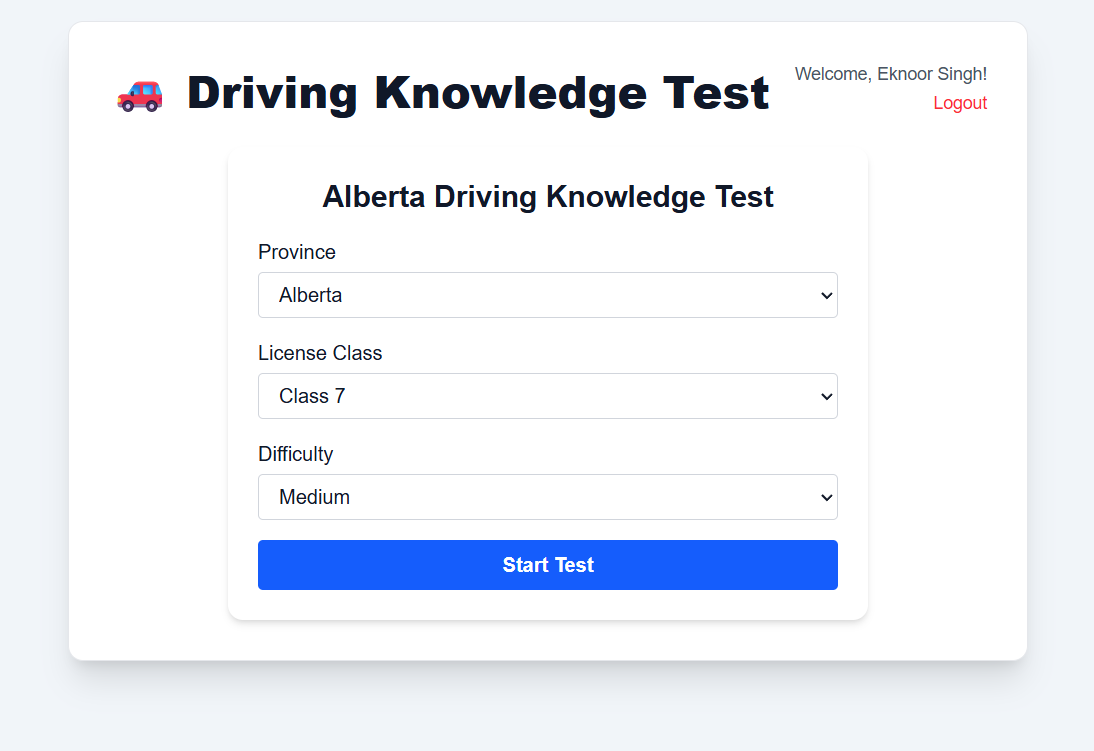 Driving Knowledge Test
Welcome, Eknoor Singh!
Logout
Alberta Driving Knowledge Test
Province
Alberta
License Class
Class 7
Difficulty
Medium
Start Test